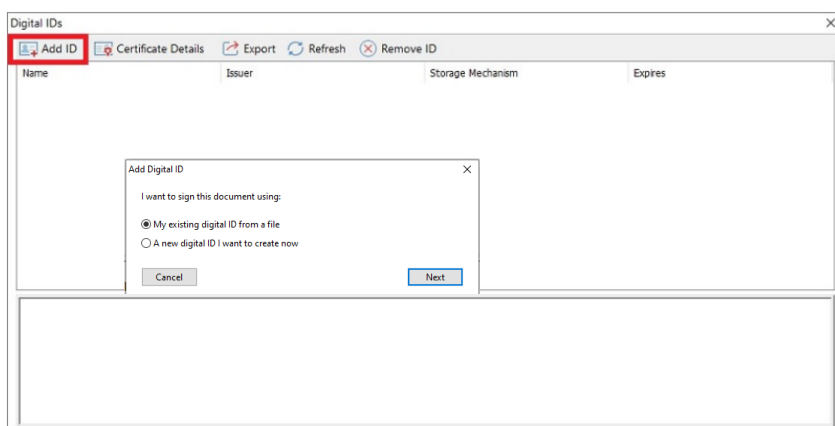 Digital IDs
Add ID Certificate Details Export Refresh Remove ID
Name Issuer Storage Mechanism Expires
Add Digital ID
I want to sign this document using:
My existing digital ID from a file
A new digital ID I want to create now
Cancel Next